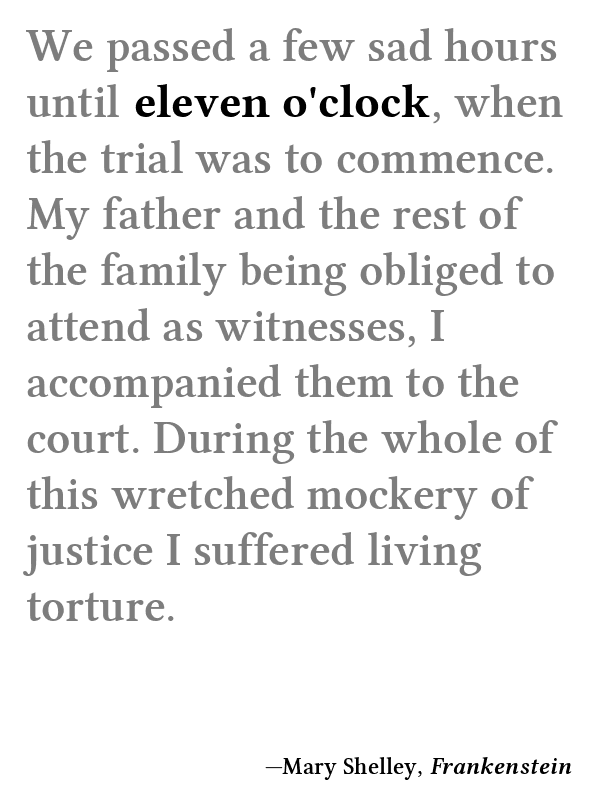 We passed a few sad hours
until eleven o'clock, when
the trial was to commence.
My father and the rest of
the family being obliged to
attend as witnesses, I
accompanied them to the
court. During the whole of
this wretched mockery of
justice I suffered living
torture.
—Mary Shelley, Frankenstein